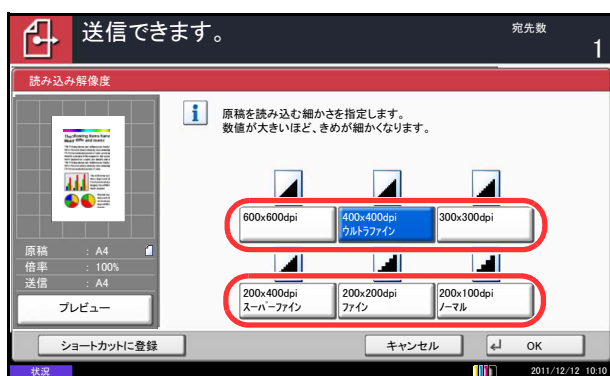 送信できます。
宛先数
1
読み込み解像度
原稿を読み込む細かさを指定します。
数値が大きいほど、きめが細かくなります。
600x600dpi
400x400dpi
ウルトラファイン
300x300dpi
200x400dpi
スーパーファイン
200x200dpi
ファイン
200x100dpi
ノーマル
原稿 : A4
倍率 : 100%
送信 : A4
プレビュー
ショートカットに登録
キャンセル
OK
状況
2011/12/12 10:10